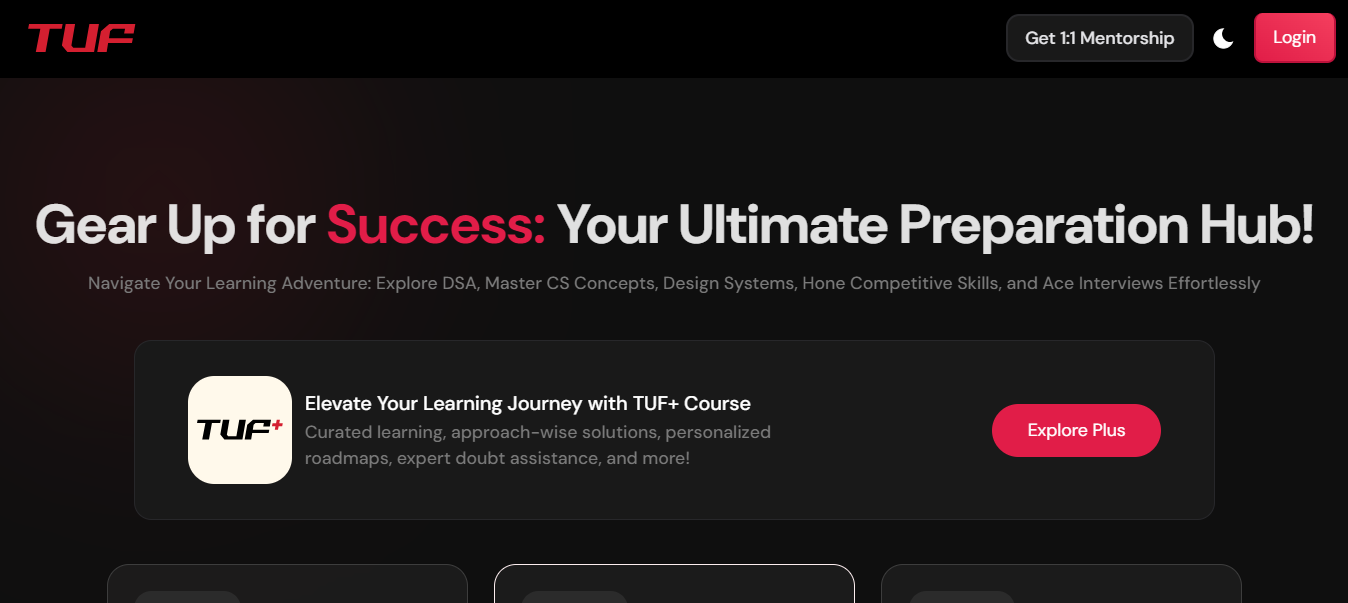 TUF
Get 1:1 Mentorship
Login
Gear Up for Success: Your Ultimate Preparation Hub!
Navigate Your Learning Adventure: Explore DSA, Master CS Concepts, Design Systems, Hone Competitive Skills, and Ace Interviews Effortlessly
TUF+
Elevate Your Learning Journey with TUF+ Course
Curated learning, approach-wise solutions, personalized
roadmaps, expert doubt assistance, and more!
Explore Plus